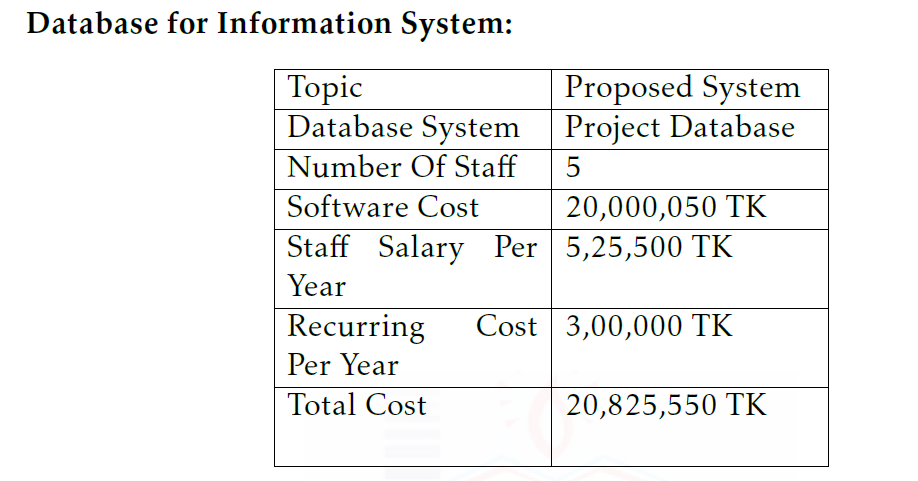 Database for Information System:
Topic Proposed System
Database System Project Database
Number Of Staff 5
Software Cost 20,000,050 TK
Staff Salary Per 5,25,500 TK
Year
Recurring Cost 3,00,000 TK
Per Year
Total Cost 20,825,550 TK